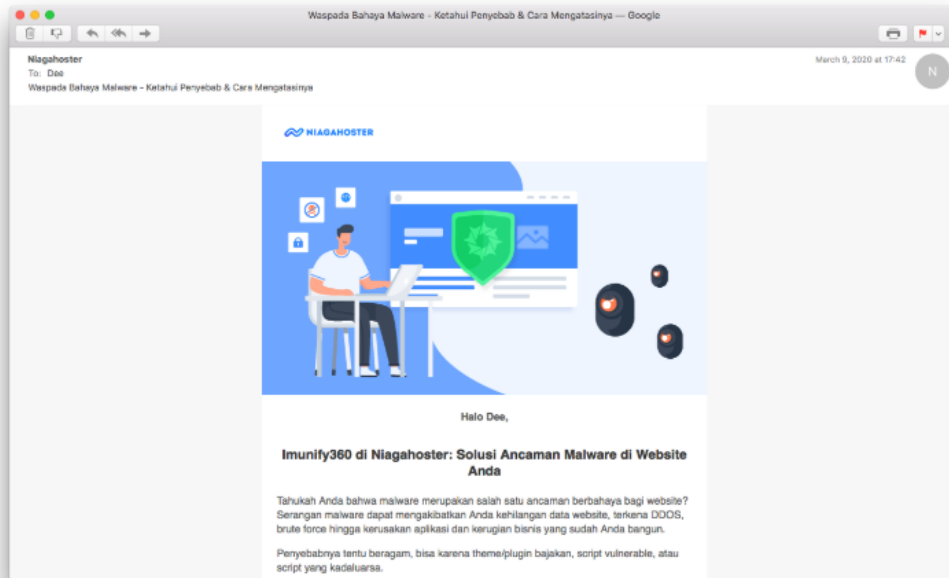 Waspada Bahaya Malware - Ketahui Penyebab & Cara Mengatasinya — Google
Niagahoster
March 9, 2020 at 17:42
To: Dee
N
Waspada Bahaya Malware - Ketahui Penyebab & Cara Mengatasinya
NIAGAHOSTER
Halo Dee,
Imunify360 di Niagahoster: Solusi Ancaman Malware di Website
Anda
Tahukah Anda bahwa malware merupakan salah satu ancaman berbahaya bagi website?
Serangan malware dapat mengakibatkan Anda kehilangan data website, terkena DDOS,
brute force hingga kerusakan aplikasi dan kerugian bisnis yang sudah Anda bangun.
Penyebabnya tentu beragam, bisa karena theme/plugin bajakan, script vulnerable, atau
script yang kadaluarsa.